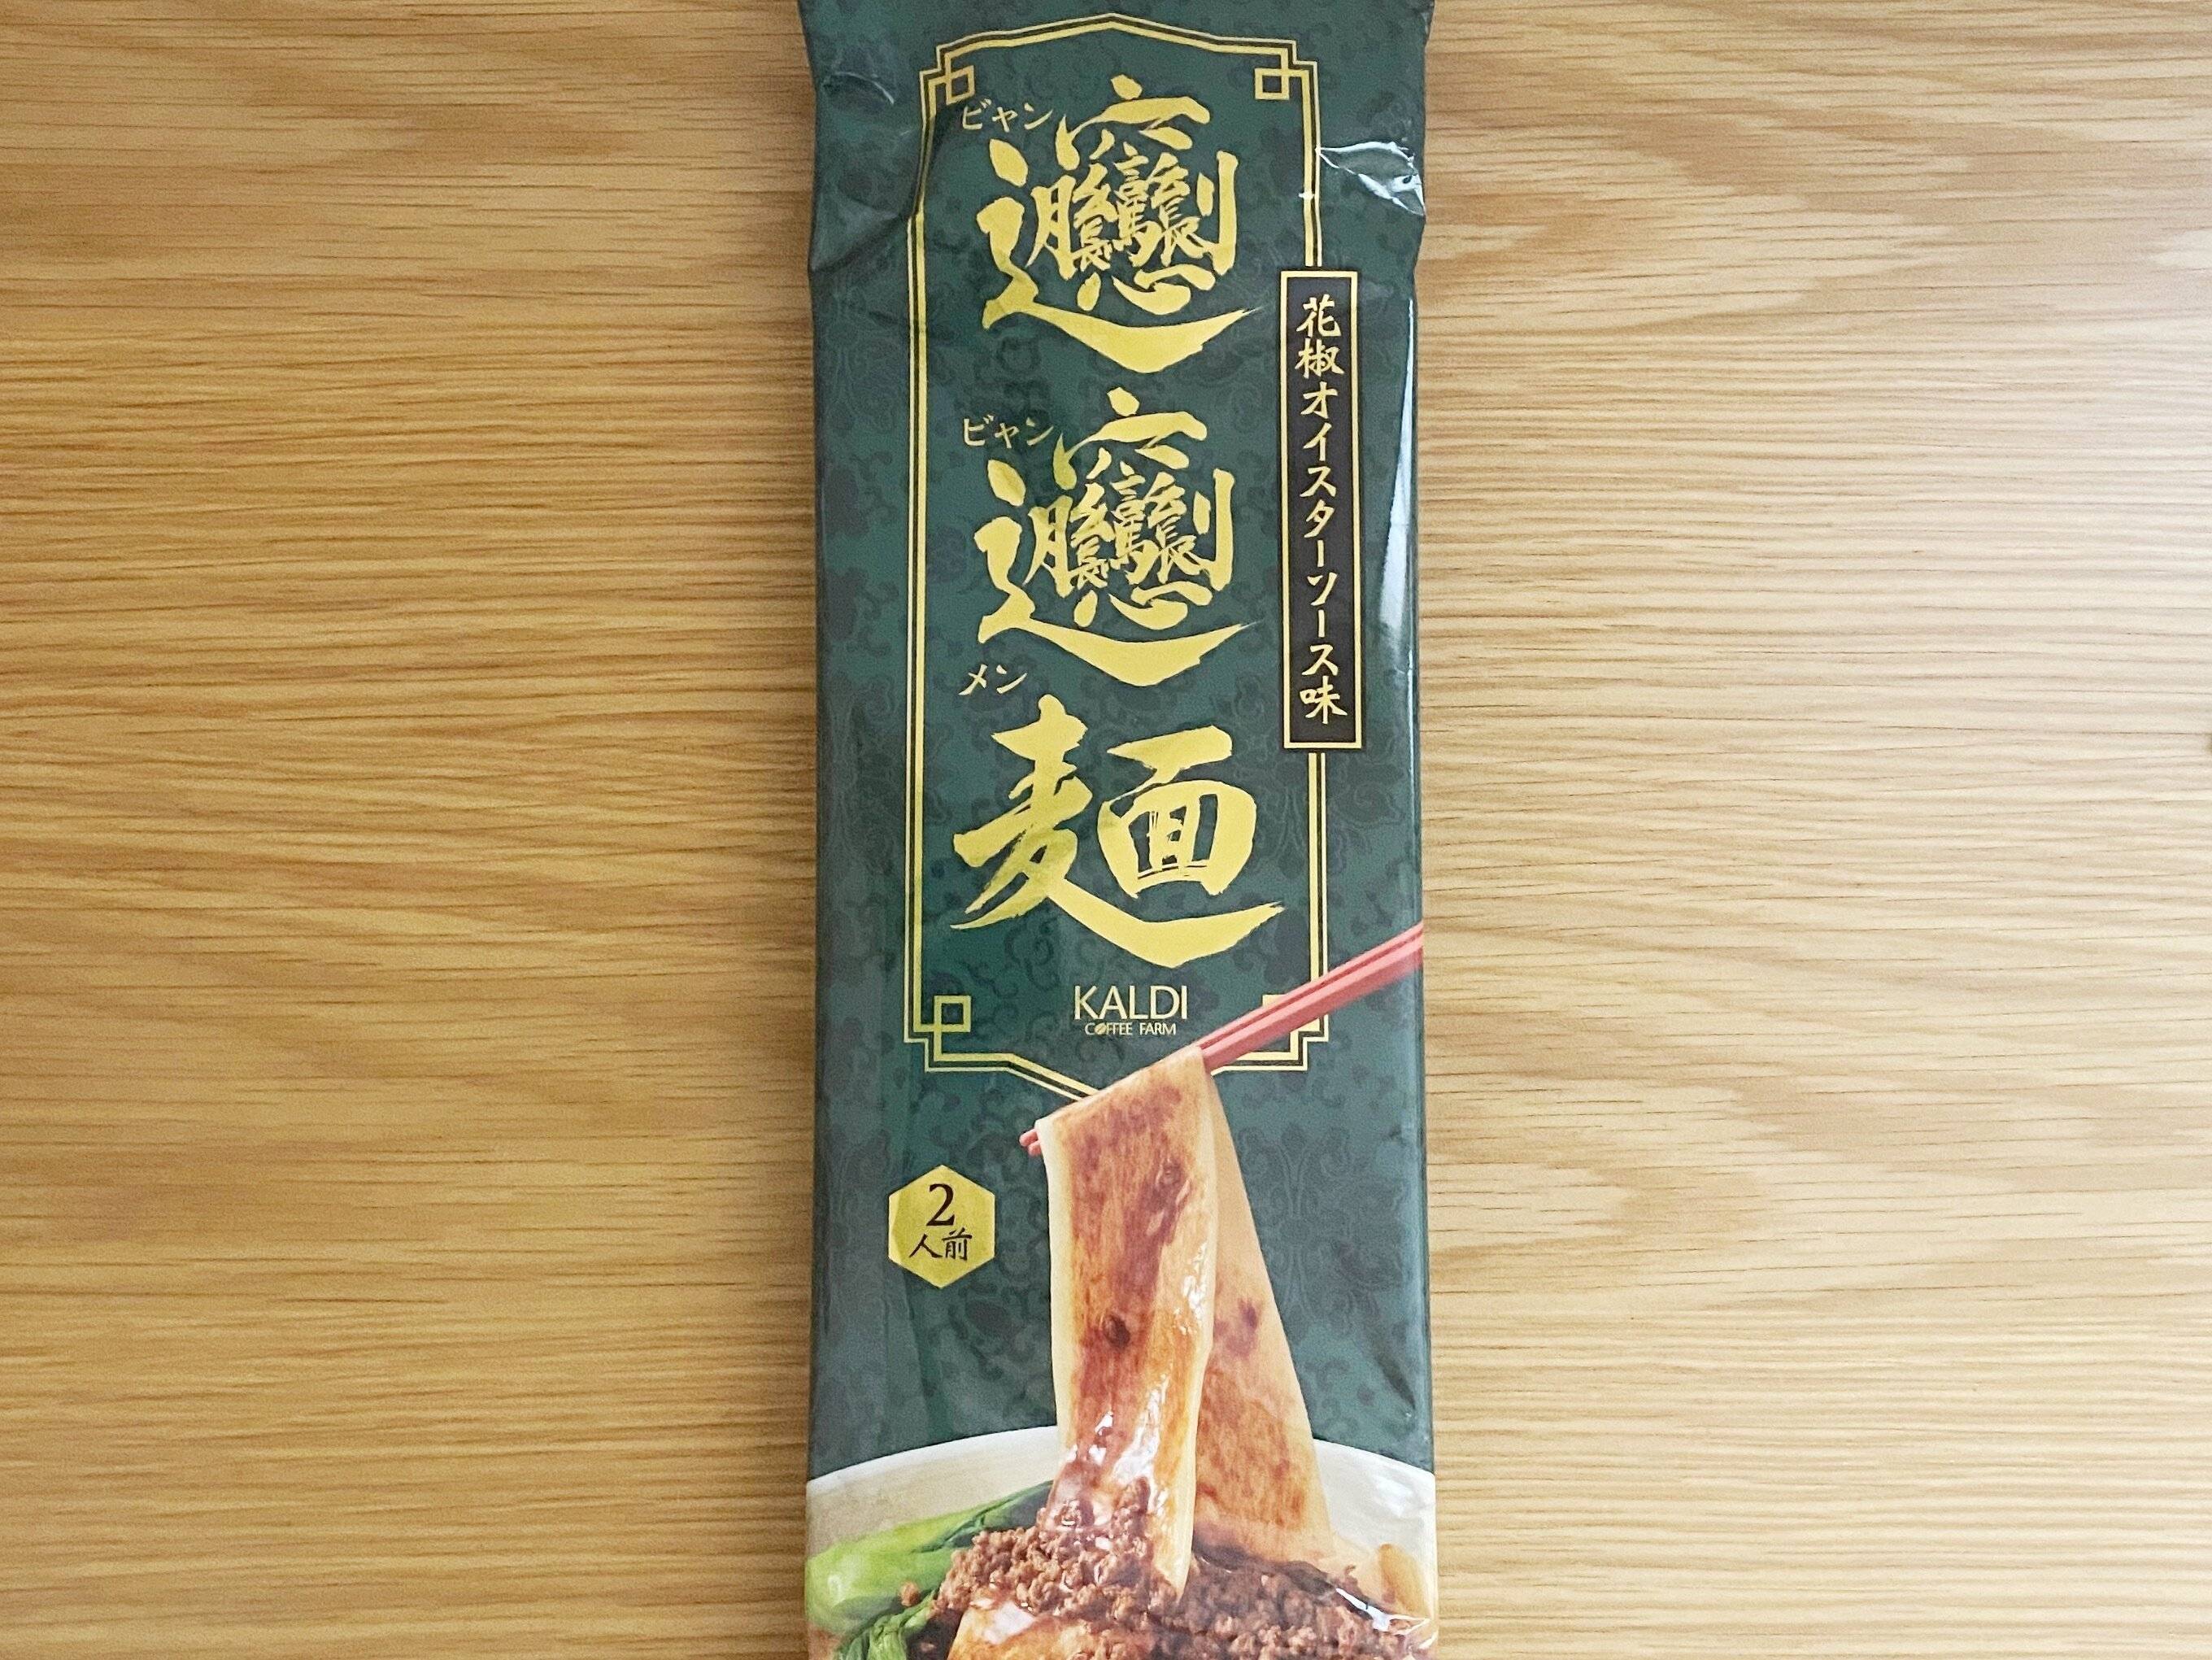 ビャン
𰻞
ビャン
𰻞
メン
麺
花椒オイスターソース味
KALDI
COFFEE FARM
2
人前